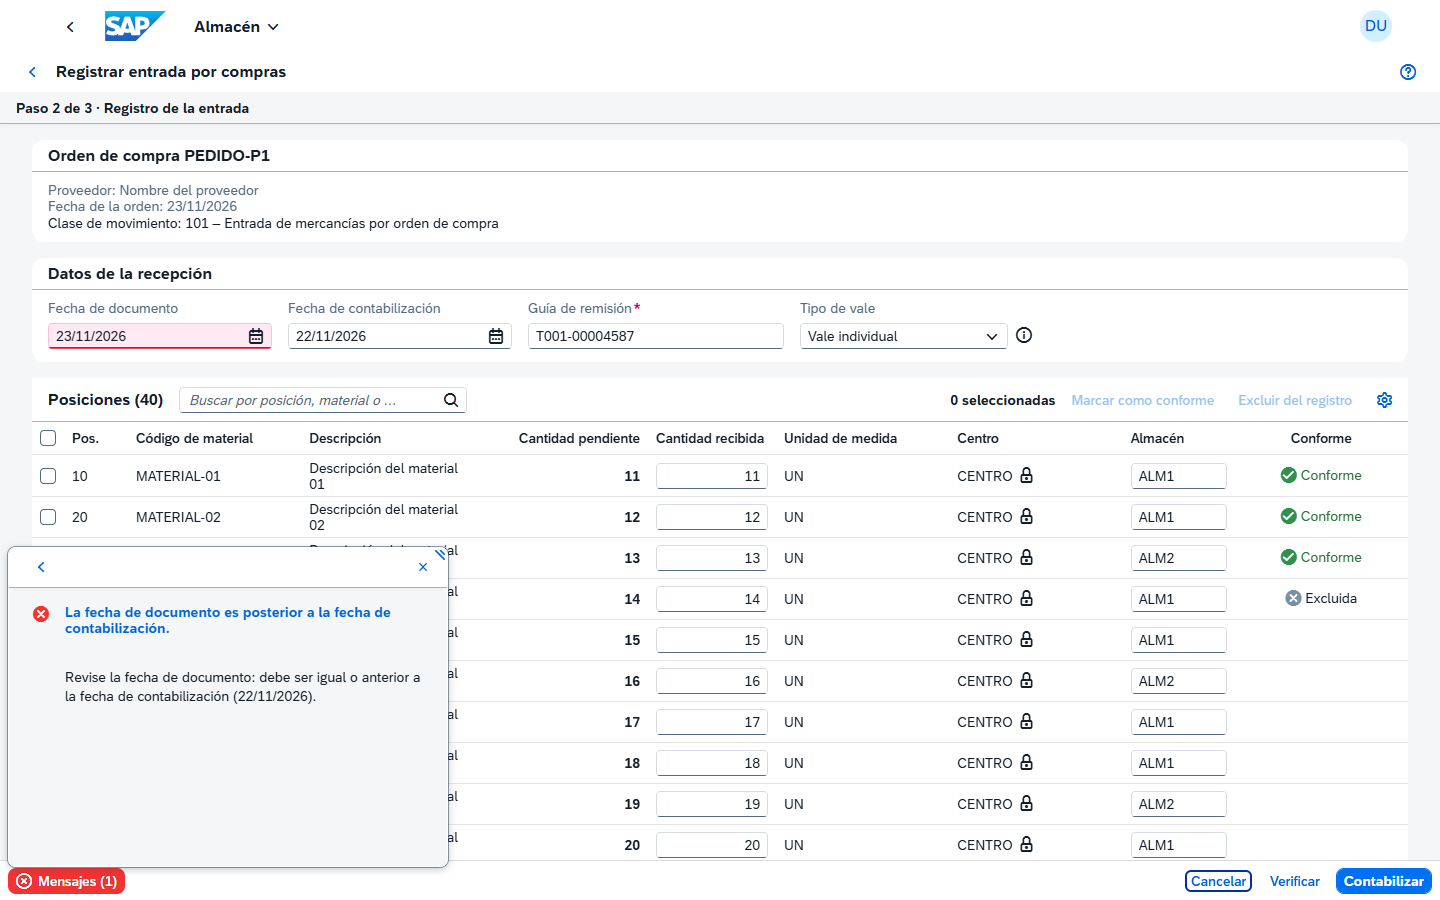 SAP
Almacén
DU
Registrar entrada por compras
Paso 2 de 3 · Registro de la entrada
Orden de compra PEDIDO-P1
Proveedor: Nombre del proveedor
Fecha de la orden: 23/11/2026
Clase de movimiento: 101 – Entrada de mercancías por orden de compra
Datos de la recepción
Fecha de documento Fecha de contabilización Guía de remisión* Tipo de vale
23/11/2026 22/11/2026 T001-00004587 Vale individual
Posiciones (40) Buscar por posición, material o ... 0 seleccionadas Marcar como conforme Excluir del registro
Pos. Código de material Descripción Cantidad pendiente Cantidad recibida Unidad de medida Centro Almacén Conforme
10 MATERIAL-01 Descripción del material 01 11 11 UN CENTRO ALM1 Conforme
20 MATERIAL-02 Descripción del material 02 12 12 UN CENTRO ALM1 Conforme
13 13 UN CENTRO ALM2 Conforme
14 14 UN CENTRO ALM1 Excluida
15 15 UN CENTRO ALM1
16 16 UN CENTRO ALM2
17 17 UN CENTRO ALM1
18 18 UN CENTRO ALM1
19 19 UN CENTRO ALM2
20 20 UN CENTRO ALM1
La fecha de documento es posterior a la fecha de
contabilización.
Revise la fecha de documento: debe ser igual o anterior a
la fecha de contabilización (22/11/2026).
Mensajes (1) Cancelar Verificar Contabilizar